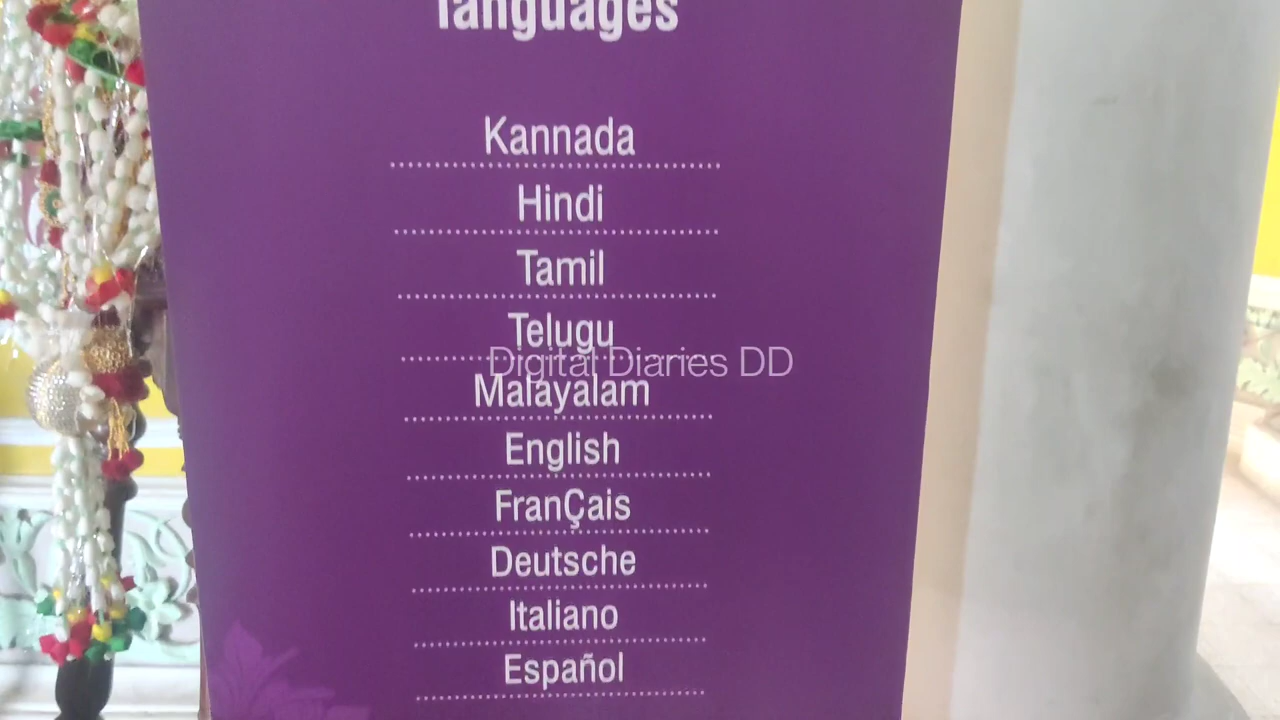 languages
Kannada
Hindi
Tamil
Telugu
Digital Diaries DD
Malayalam
English
FranÇais
Deutsche
Italiano
Español